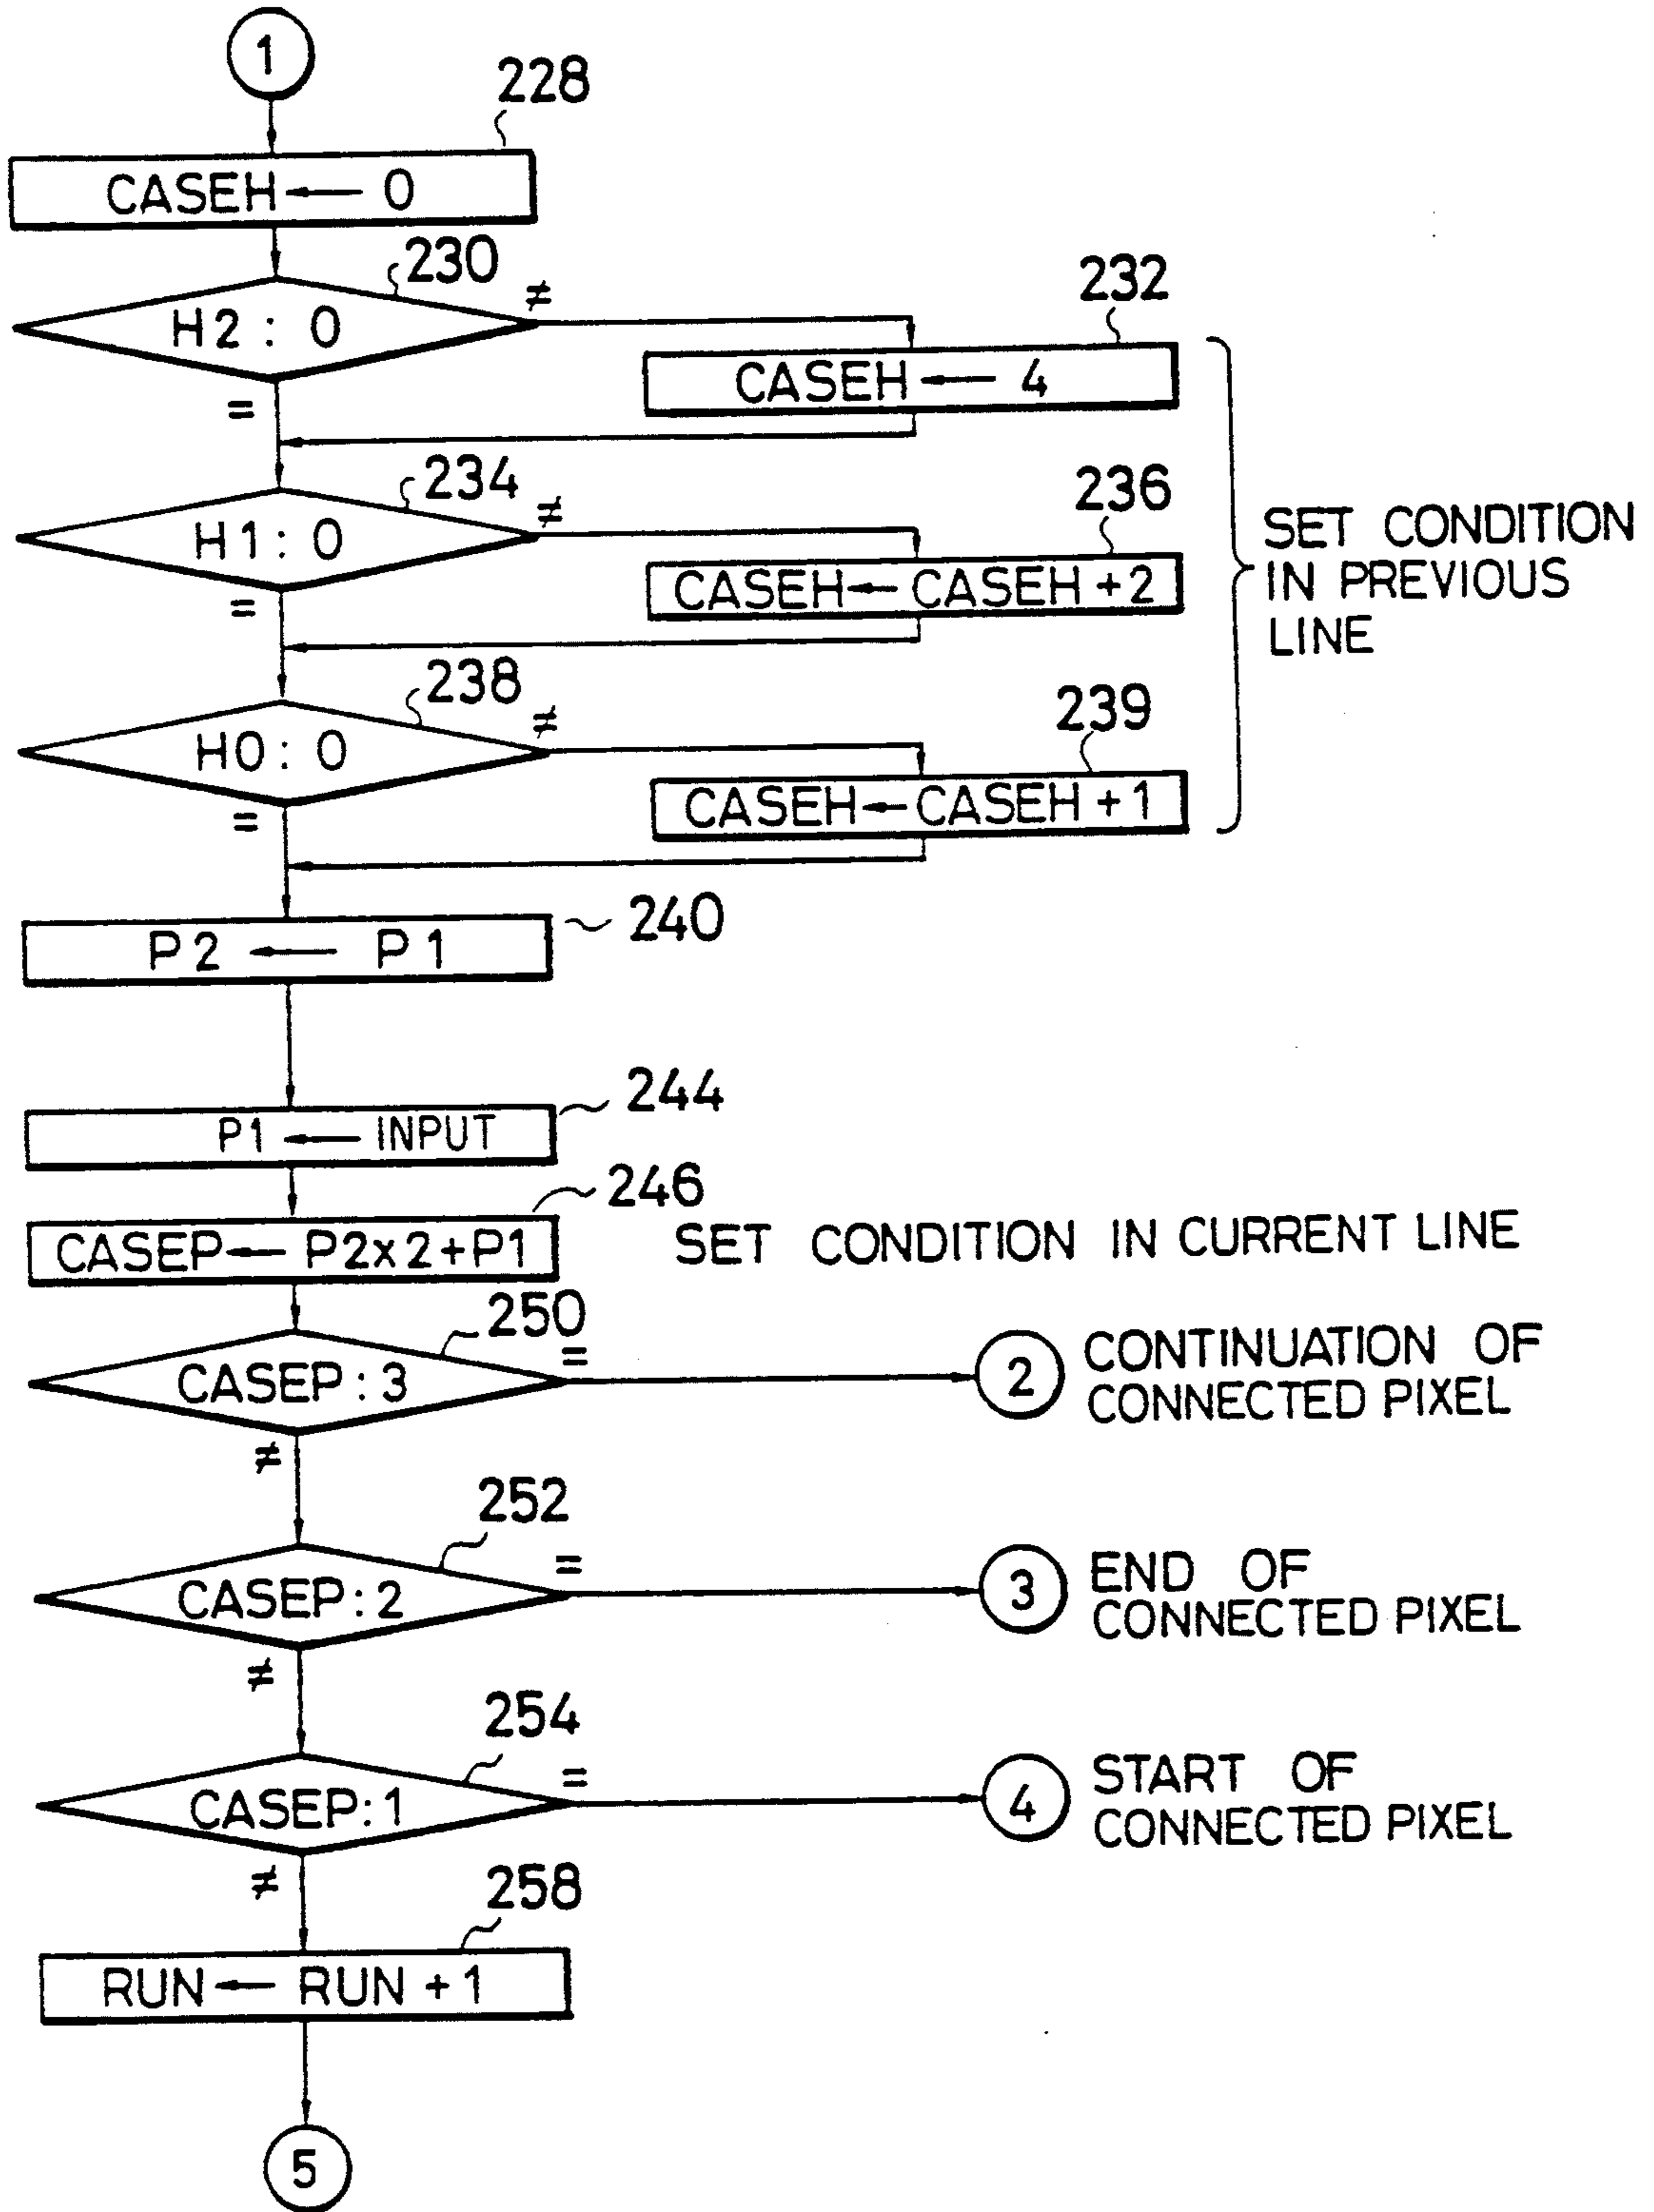 1
228
CASEH ← 0
230
H2 : 0
≠
=
232
CASEH ← 4
234
H1 : 0
≠
=
236
CASEH ← CASEH + 2
238
H0 : 0
≠
=
239
CASEH ← CASEH + 1
SET CONDITION
IN PREVIOUS
LINE
240
P2 ← P1
244
P1 ← INPUT
246
CASEP ← P2x2+P1
SET CONDITION IN CURRENT LINE
250
CASEP : 3
=
≠
2
CONTINUATION OF
CONNECTED PIXEL
252
CASEP : 2
=
≠
3
END OF
CONNECTED PIXEL
254
CASEP : 1
=
≠
4
START OF
CONNECTED PIXEL
258
RUN ← RUN + 1
5